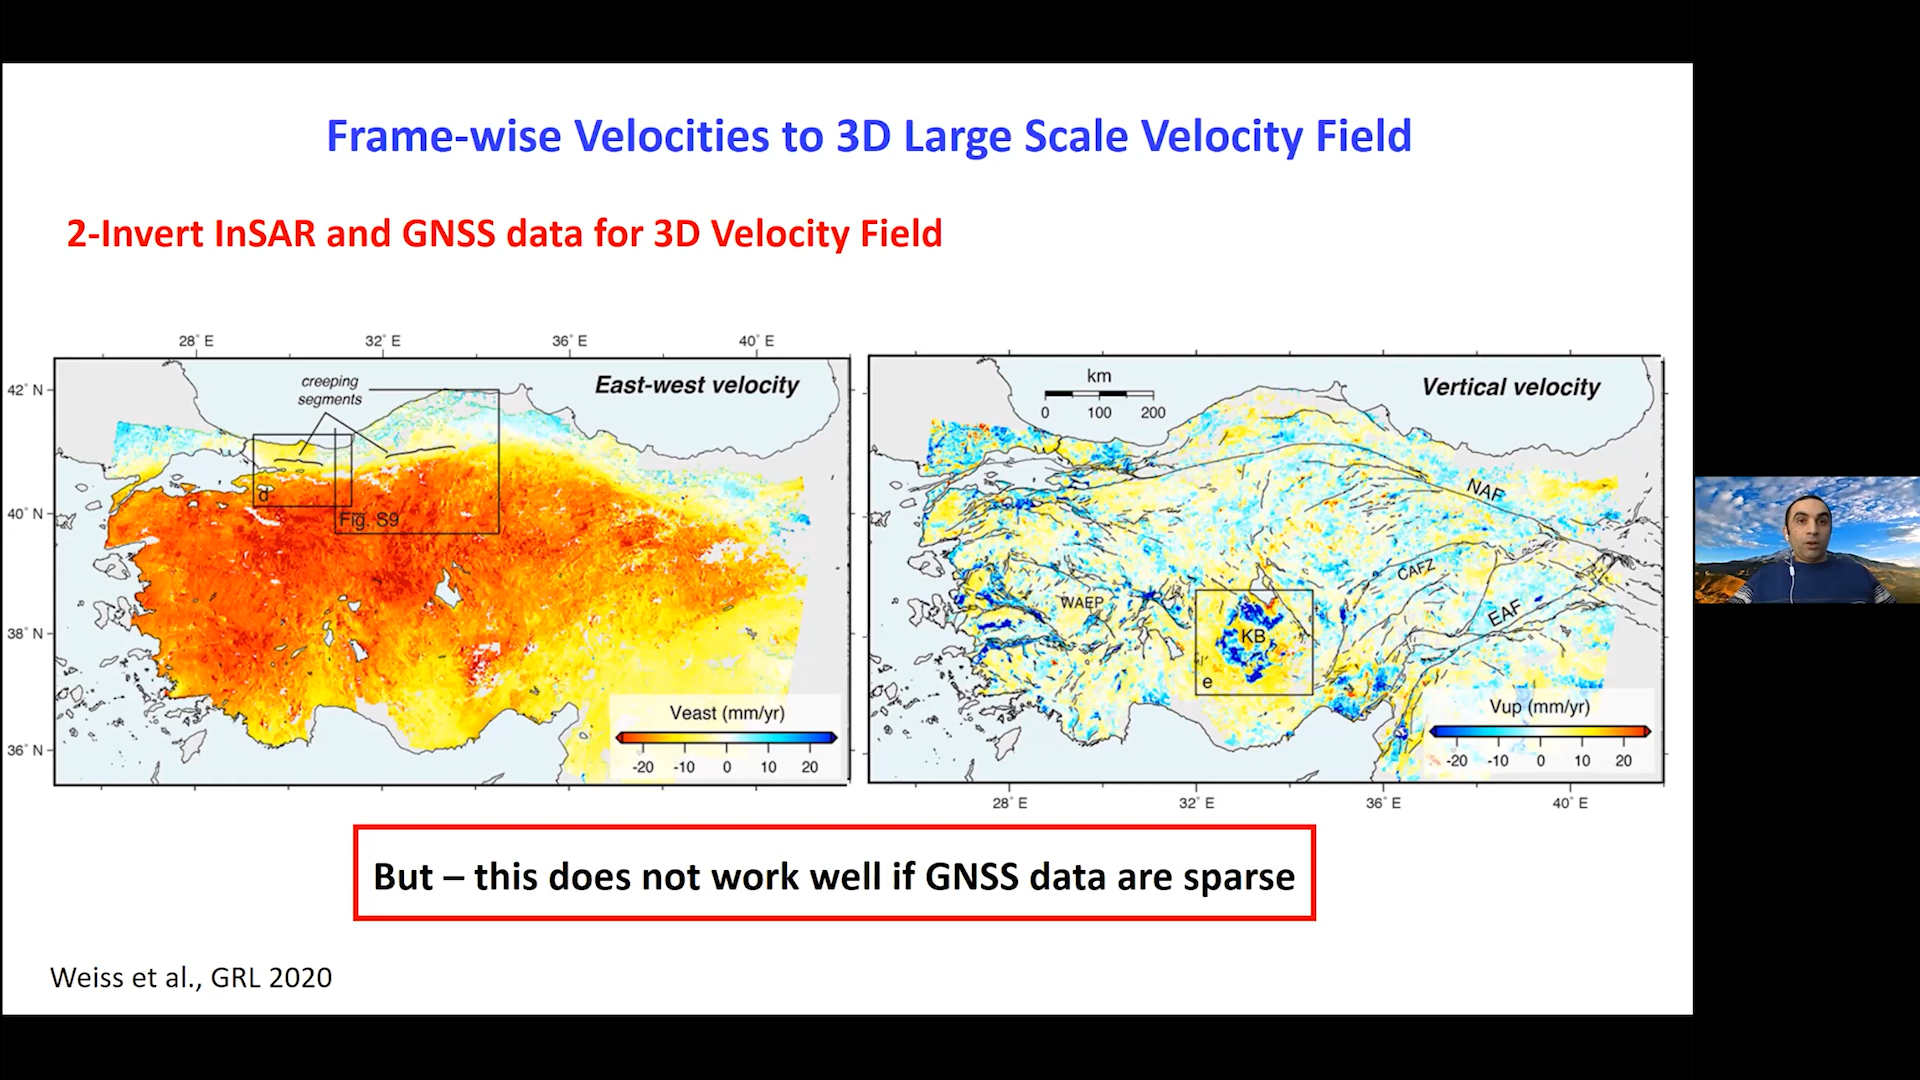 Frame-wise Velocities to 3D Large Scale Velocity Field
2-Invert InSAR and GNSS data for 3D Velocity Field
28° E
32° E
36° E
40° E
42° N
40° N
38° N
36° N
creeping
segments
East-west velocity
d
Fig. S9
Veast (mm/yr)
-20 -10 0 10 20
km
0 100 200
Vertical velocity
NAF
CAFZ
WAEP
EAF
KB
e
Vup (mm/yr)
-20 -10 0 10 20
28° E
32° E
36° E
40° E
But – this does not work well if GNSS data are sparse
Weiss et al., GRL 2020